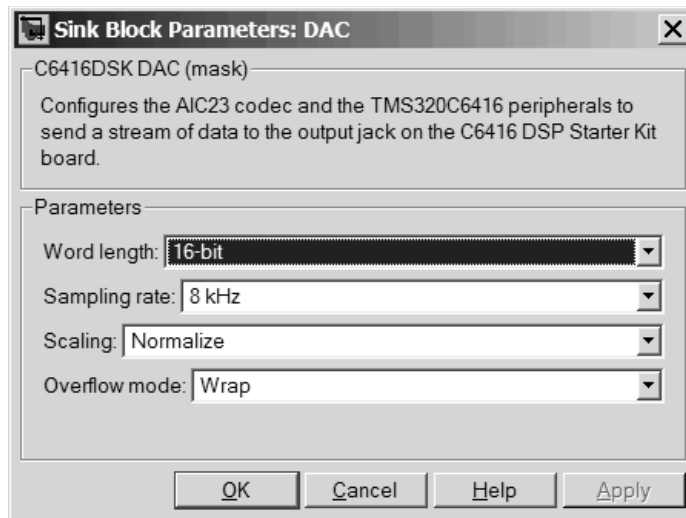 Sink Block Parameters: DAC
C6416DSK DAC (mask)
Configures the AIC23 codec and the TMS320C6416 peripherals to
send a stream of data to the output jack on the C6416 DSP Starter Kit
board.
Parameters
Word length: 16-bit
Sampling rate: 8 kHz
Scaling: Normalize
Overflow mode: Wrap
OK Cancel Help Apply